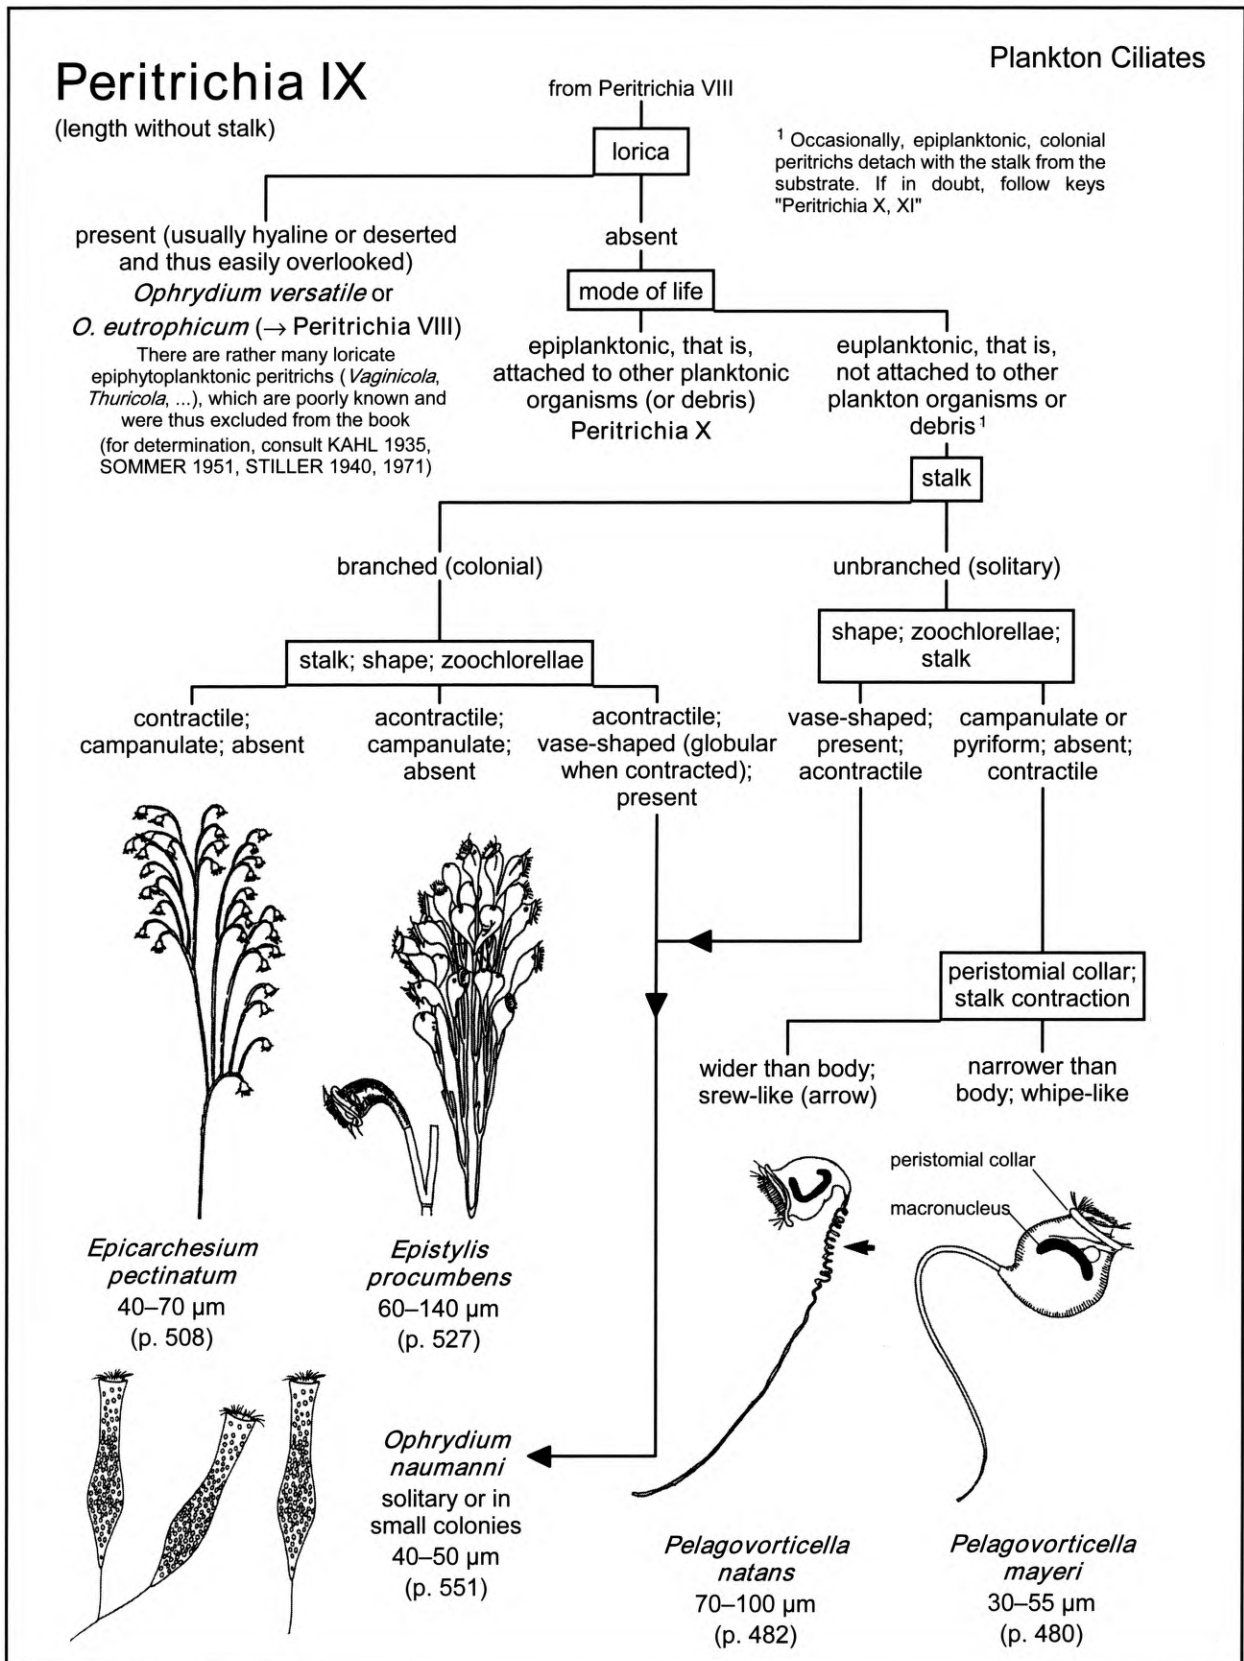 Plankton Ciliates
Peritrichia IX
(length without stalk)
from Peritrichia VIII
lorica
¹ Occasionally, epiplanktonic, colonial
peritrichs detach with the stalk from the
substrate. If in doubt, follow keys
"Peritrichia X, XI"
present (usually hyaline or deserted
and thus easily overlooked)
Ophrydium versatile or
O. eutrophicum (→ Peritrichia VIII)
There are rather many loricate
epiphytoplanktonic peritrichs (Vaginicola,
Thuricola, ...), which are poorly known and
were thus excluded from the book
(for determination, consult KAHL 1935,
SOMMER 1951, STILLER 1940, 1971)
absent
mode of life
epiplanktonic, that is,
attached to other planktonic
organisms (or debris)
Peritrichia X
euplanktonic, that is,
not attached to other
plankton organisms or
debris ¹
stalk
branched (colonial)
unbranched (solitary)
stalk; shape; zoochlorellae
shape; zoochlorellae;
stalk
contractile;
campanulate; absent
acontractile;
campanulate;
absent
acontractile;
vase-shaped (globular
when contracted);
present
vase-shaped;
present;
acontractile
campanulate or
pyriform; absent;
contractile
peristomial collar;
stalk contraction
wider than body;
srew-like (arrow)
narrower than
body; whipe-like
peristomial collar
macronucleus
Epicarchesium
pectinatum
40–70 µm
(p. 508)
Epistylis
procumbens
60–140 µm
(p. 527)
Ophrydium
naumanni
solitary or in
small colonies
40–50 µm
(p. 551)
Pelagovorticella
natans
70–100 µm
(p. 482)
Pelagovorticella
mayeri
30–55 µm
(p. 480)